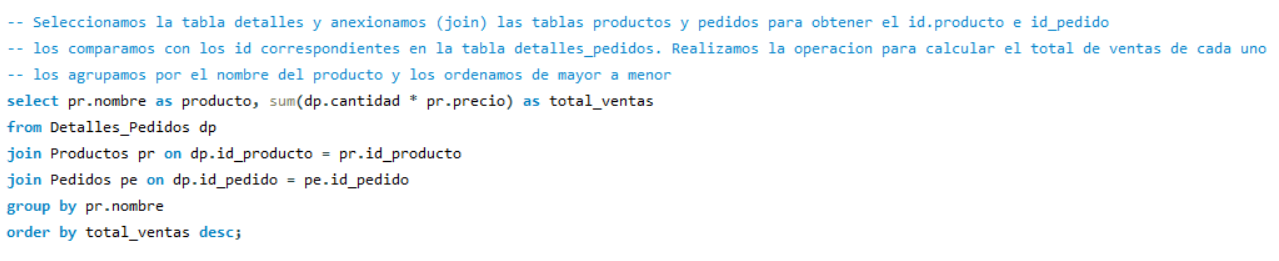 -- Seleccionamos la tabla detalles y anexionamos (join) las tablas productos y pedidos para obtener el id.producto e id_pedido
-- los comparamos con los id correspondientes en la tabla detalles_pedidos. Realizamos la operacion para calcular el total de ventas de cada uno
-- los agrupamos por el nombre del producto y los ordenamos de mayor a menor
select pr.nombre as producto, sum(dp.cantidad * pr.precio) as total_ventas
from Detalles_Pedidos dp
join Productos pr on dp.id_producto = pr.id_producto
join Pedidos pe on dp.id_pedido = pe.id_pedido
group by pr.nombre
order by total_ventas desc;